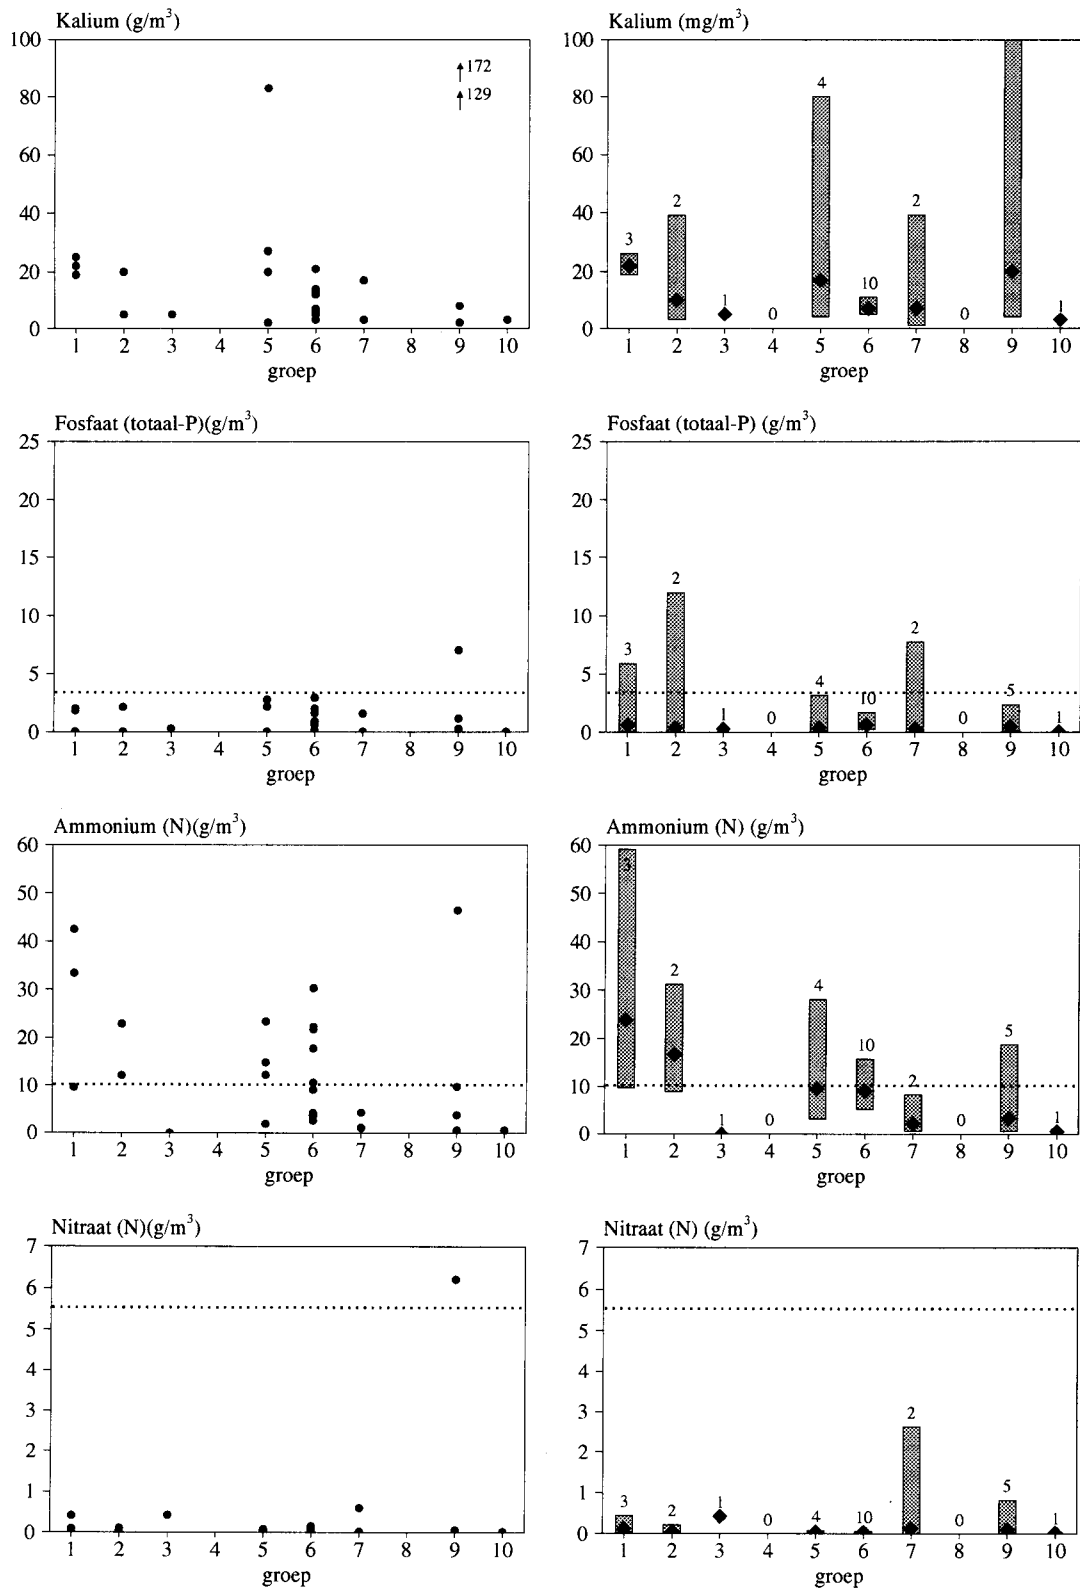 Kalium (g/m³)
100
80
60
40
20
0
↑172
↑129
1 2 3 4 5 6 7 8 9 10
groep
Kalium (mg/m³)
100
80
60
40
20
0
3 2 1 0 4 10 2 0 1
1 2 3 4 5 6 7 8 9 10
groep
Fosfaat (totaal-P)(g/m³)
25
20
15
10
5
0
1 2 3 4 5 6 7 8 9 10
groep
Fosfaat (totaal-P) (g/m³)
25
20
15
10
5
0
3 2 1 0 4 10 2 0 5 1
1 2 3 4 5 6 7 8 9 10
groep
Ammonium (N)(g/m³)
60
50
40
30
20
10
0
1 2 3 4 5 6 7 8 9 10
groep
Ammonium (N) (g/m³)
60
50
40
30
20
10
0
3 2 1 0 4 10 2 0 5 1
1 2 3 4 5 6 7 8 9 10
groep
Nitraat (N)(g/m³)
7
6
5
4
3
2
1
0
1 2 3 4 5 6 7 8 9 10
groep
Nitraat (N) (g/m³)
7
6
5
4
3
2
1
0
3 2 1 0 4 10 2 0 5 1
1 2 3 4 5 6 7 8 9 10
groep